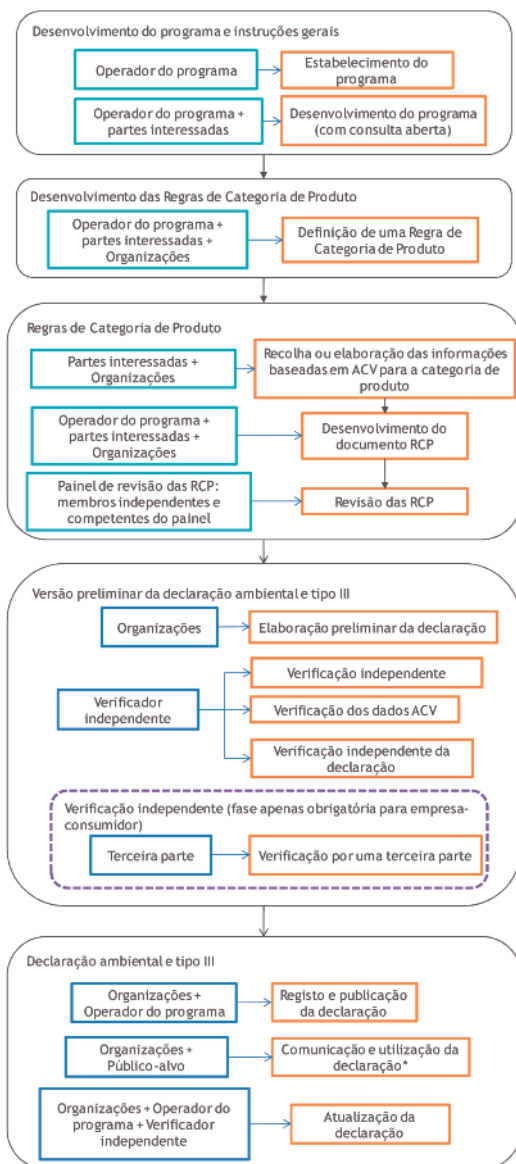 Desenvolvimento do programa e instruções gerais
Operador do programa
Estabelecimento do
programa
Operador do programa +
partes interessadas
Desenvolvimento do programa
(com consulta aberta)
Desenvolvimento das Regras de Categoria de Produto
Operador do programa +
partes interessadas +
Organizações
Definição de uma Regra de
Categoria de Produto
Regras de Categoria de Produto
Partes interessadas +
Organizações
Recolha ou elaboração das informações
baseadas em ACV para a categoria de
produto
Operador do programa +
partes interessadas +
Organizações
Desenvolvimento do
documento RCP
Painel de revisão das RCP:
membros independentes e
competentes do painel
Revisão das RCP
Versão preliminar da declaração ambiental e tipo III
Organizações
Elaboração preliminar da declaração
Verificador
independente
Verificação independente
Verificação dos dados ACV
Verificação independente da
declaração
Verificação independente (fase apenas obrigatória para empresa-
consumidor)
Terceira parte
Verificação por uma terceira parte
Declaração ambiental e tipo III
Organizações +
Operador do programa
Registo e publicação
da declaração
Organizações +
Público-alvo
Comunicação e utilização da
declaração*
Organizações + Operador do
programa + Verificador
independente
Atualização da
declaração